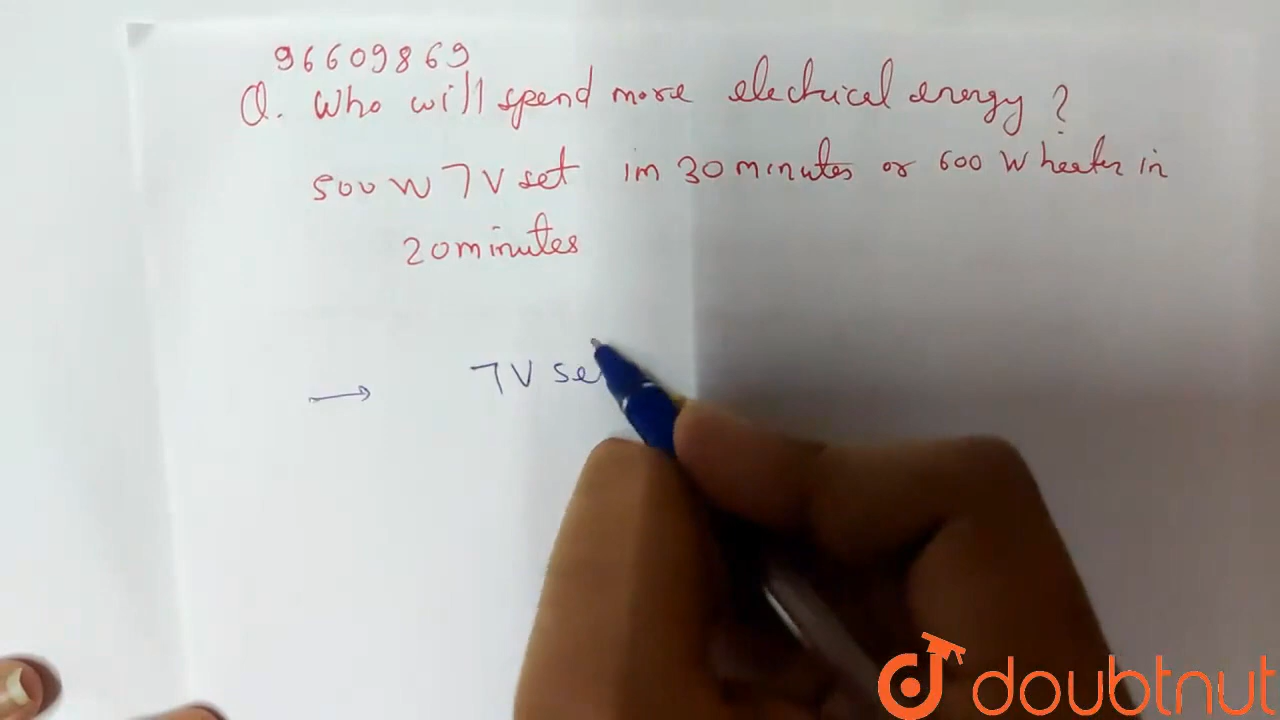 96609869
Q. Who will spend more electrical energy ?
500 W TV set in 30 minutes or 600 W heater in
20 minutes
TV se
doubtnut